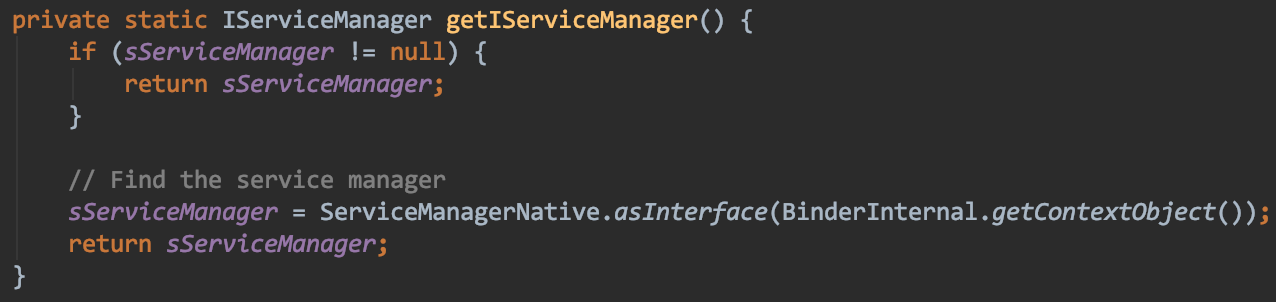 private static IServiceManager getIServiceManager() {
    if (sServiceManager != null) {
        return sServiceManager;
    }

    // Find the service manager
    sServiceManager = ServiceManagerNative.asInterface(BinderInternal.getContextObject());
    return sServiceManager;
}